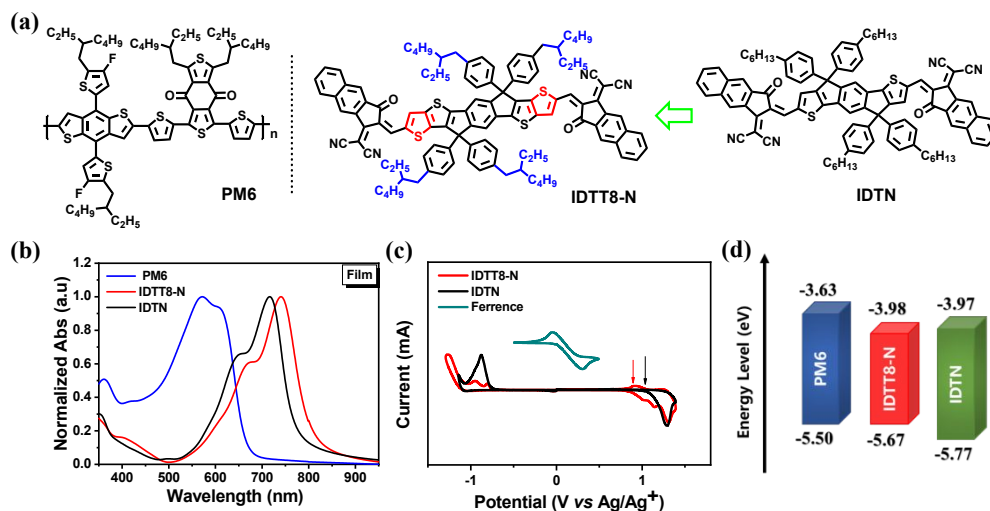 (a)
C2H5
C4H9
F
C2H5
C4H9
C2H5
C4H9
S
S
O
O
S
S
S
S
S
S
n
F
C4H9
C2H5
PM6
C4H9
C2H5
C2H5
C4H9
NC
CN
O
S
S
S
S
O
NC
CN
C2H5
C4H9
C4H9
C2H5
IDTT8-N
C6H13
C6H13
NC
CN
O
S
S
O
NC
CN
C6H13
C6H13
IDTN
(b)
Film
PM6
IDTT8-N
IDTN
Normalized Abs (a.u)
1.2
1.0
0.8
0.6
0.4
0.2
0.0
400
500
600
700
800
900
Wavelength (nm)
(c)
IDTT8-N
IDTN
Ferrence
Current (mA)
-1
0
1
Potential (V vs Ag/Ag+)
(d)
Energy Level (eV)
-3.63
-3.98
-3.97
PM6
IDTT8-N
IDTN
-5.50
-5.67
-5.77